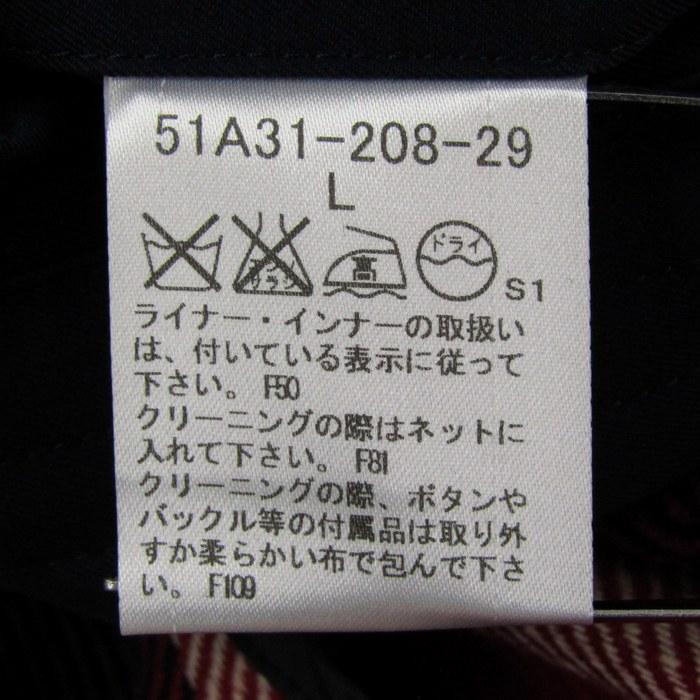 51A31-208-29
L
エンソ
サラシ
高
ドライ
S1
ライナー・インナーの取扱い
は、付いている表示に従って
下さい。F50
クリーニングの際はネットに
入れて下さい。F81
クリーニングの際、ボタンや
バックル等の付属品は取り外
すか柔らかい布で包んで下さ
い。F109